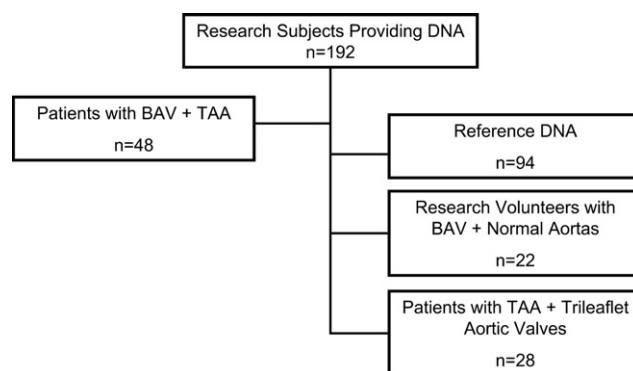 Research Subjects Providing DNA
n=192
Patients with BAV + TAA
n=48
Reference DNA
n=94
Research Volunteers with
BAV + Normal Aortas
n=22
Patients with TAA + Trileaflet
Aortic Valves
n=28